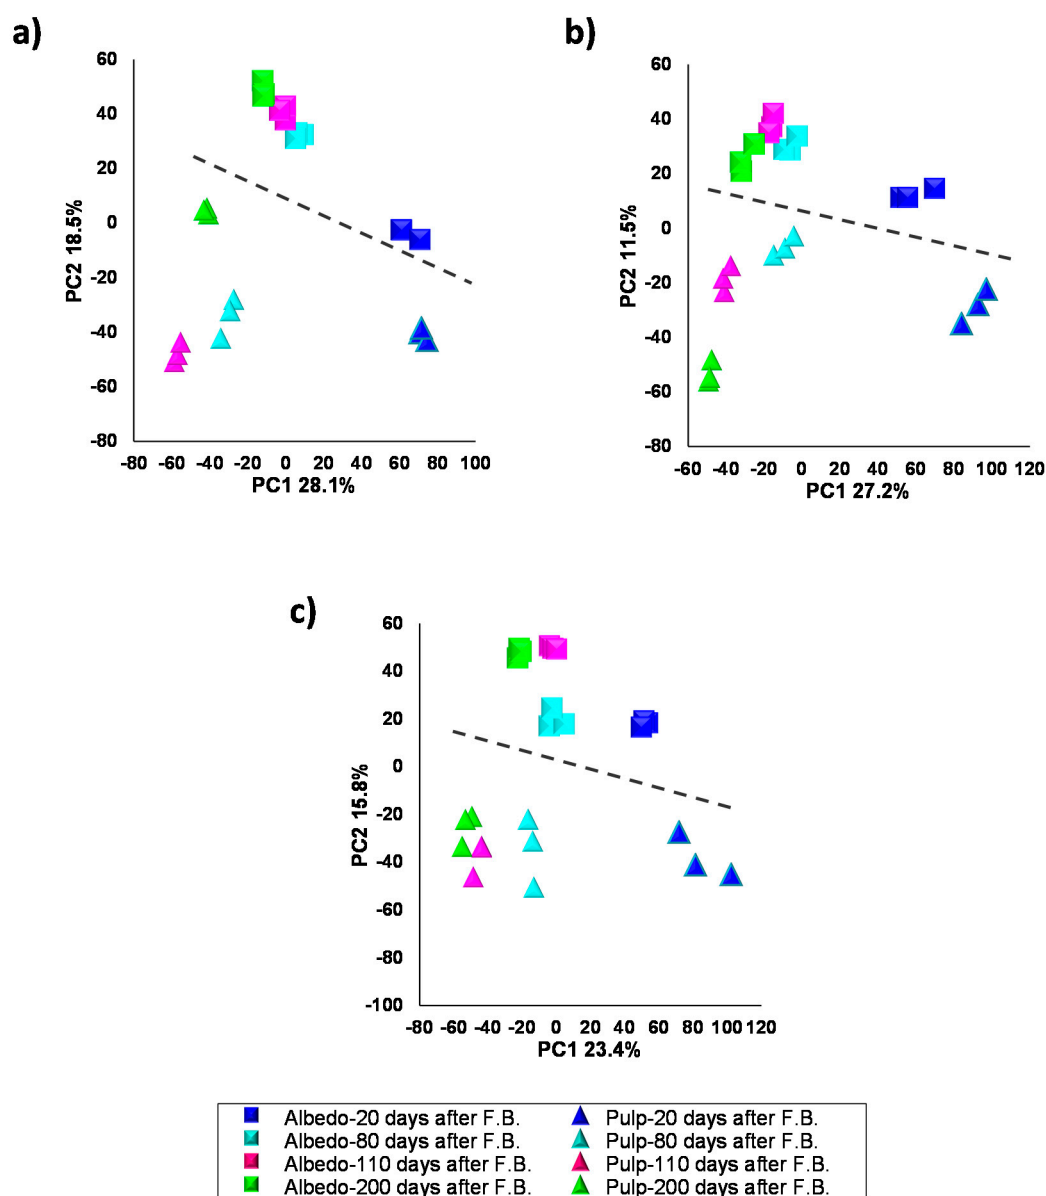 a)
60
40
20
0
-20
-40
-60
-80
PC2 18.5%
-80 -60 -40 -20 0 20 40 60 80 100
PC1 28.1%
b)
60
40
20
0
-20
-40
-60
-80
PC2 11.5%
-60 -40 -20 0 20 40 60 80 100 120
PC1 27.2%
c)
60
40
20
0
-20
-40
-60
-80
-100
PC2 15.8%
-80 -60 -40 -20 0 20 40 60 80 100 120
PC1 23.4%
Albedo-20 days after F.B.
Pulp-20 days after F.B.
Albedo-80 days after F.B.
Pulp-80 days after F.B.
Albedo-110 days after F.B.
Pulp-110 days after F.B.
Albedo-200 days after F.B.
Pulp-200 days after F.B.